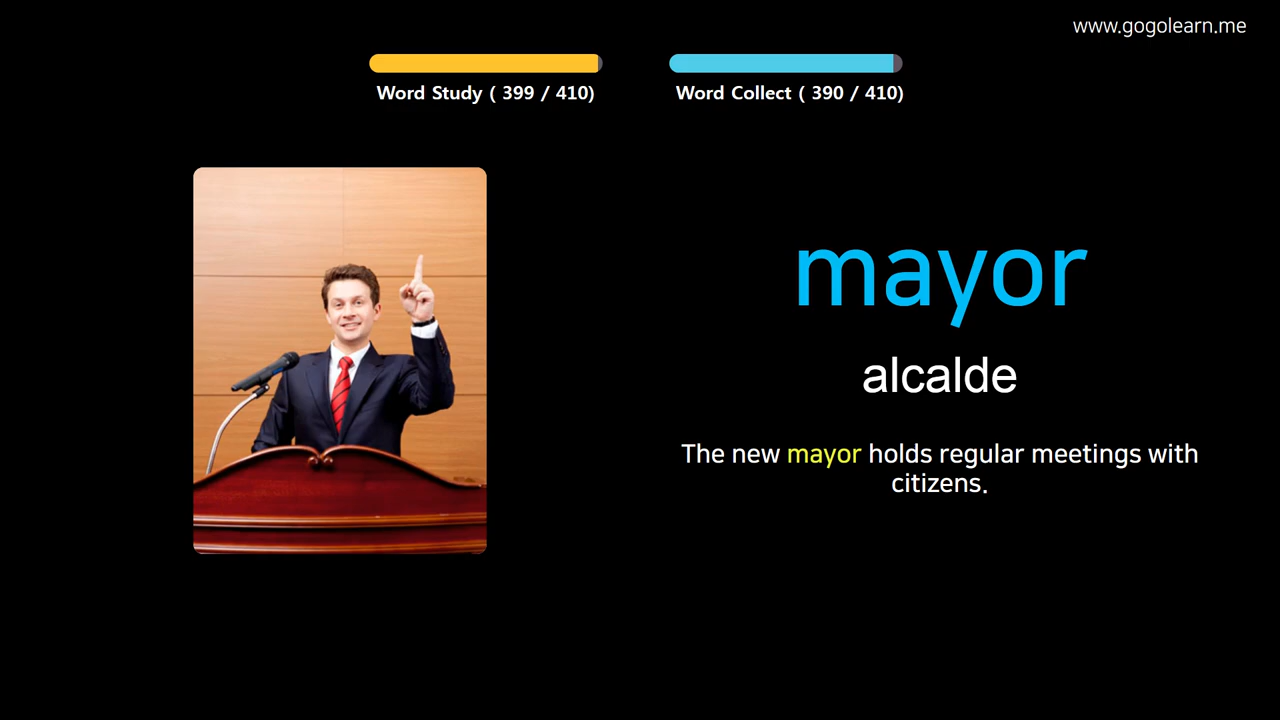 www.gogolearn.me
Word Study ( 399 / 410)
Word Collect ( 390 / 410)
mayor
alcalde
The new mayor holds regular meetings with
citizens.